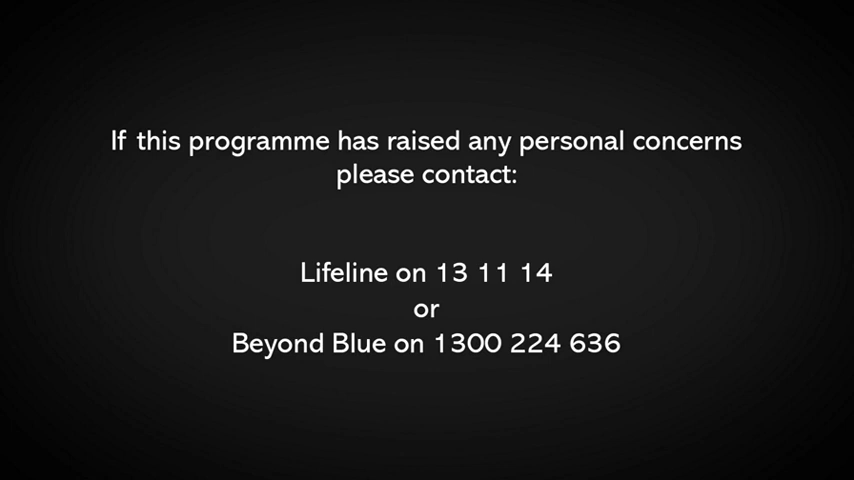 If this programme has raised any personal concerns
please contact:
Lifeline on 13 11 14
or
Beyond Blue on 1300 224 636